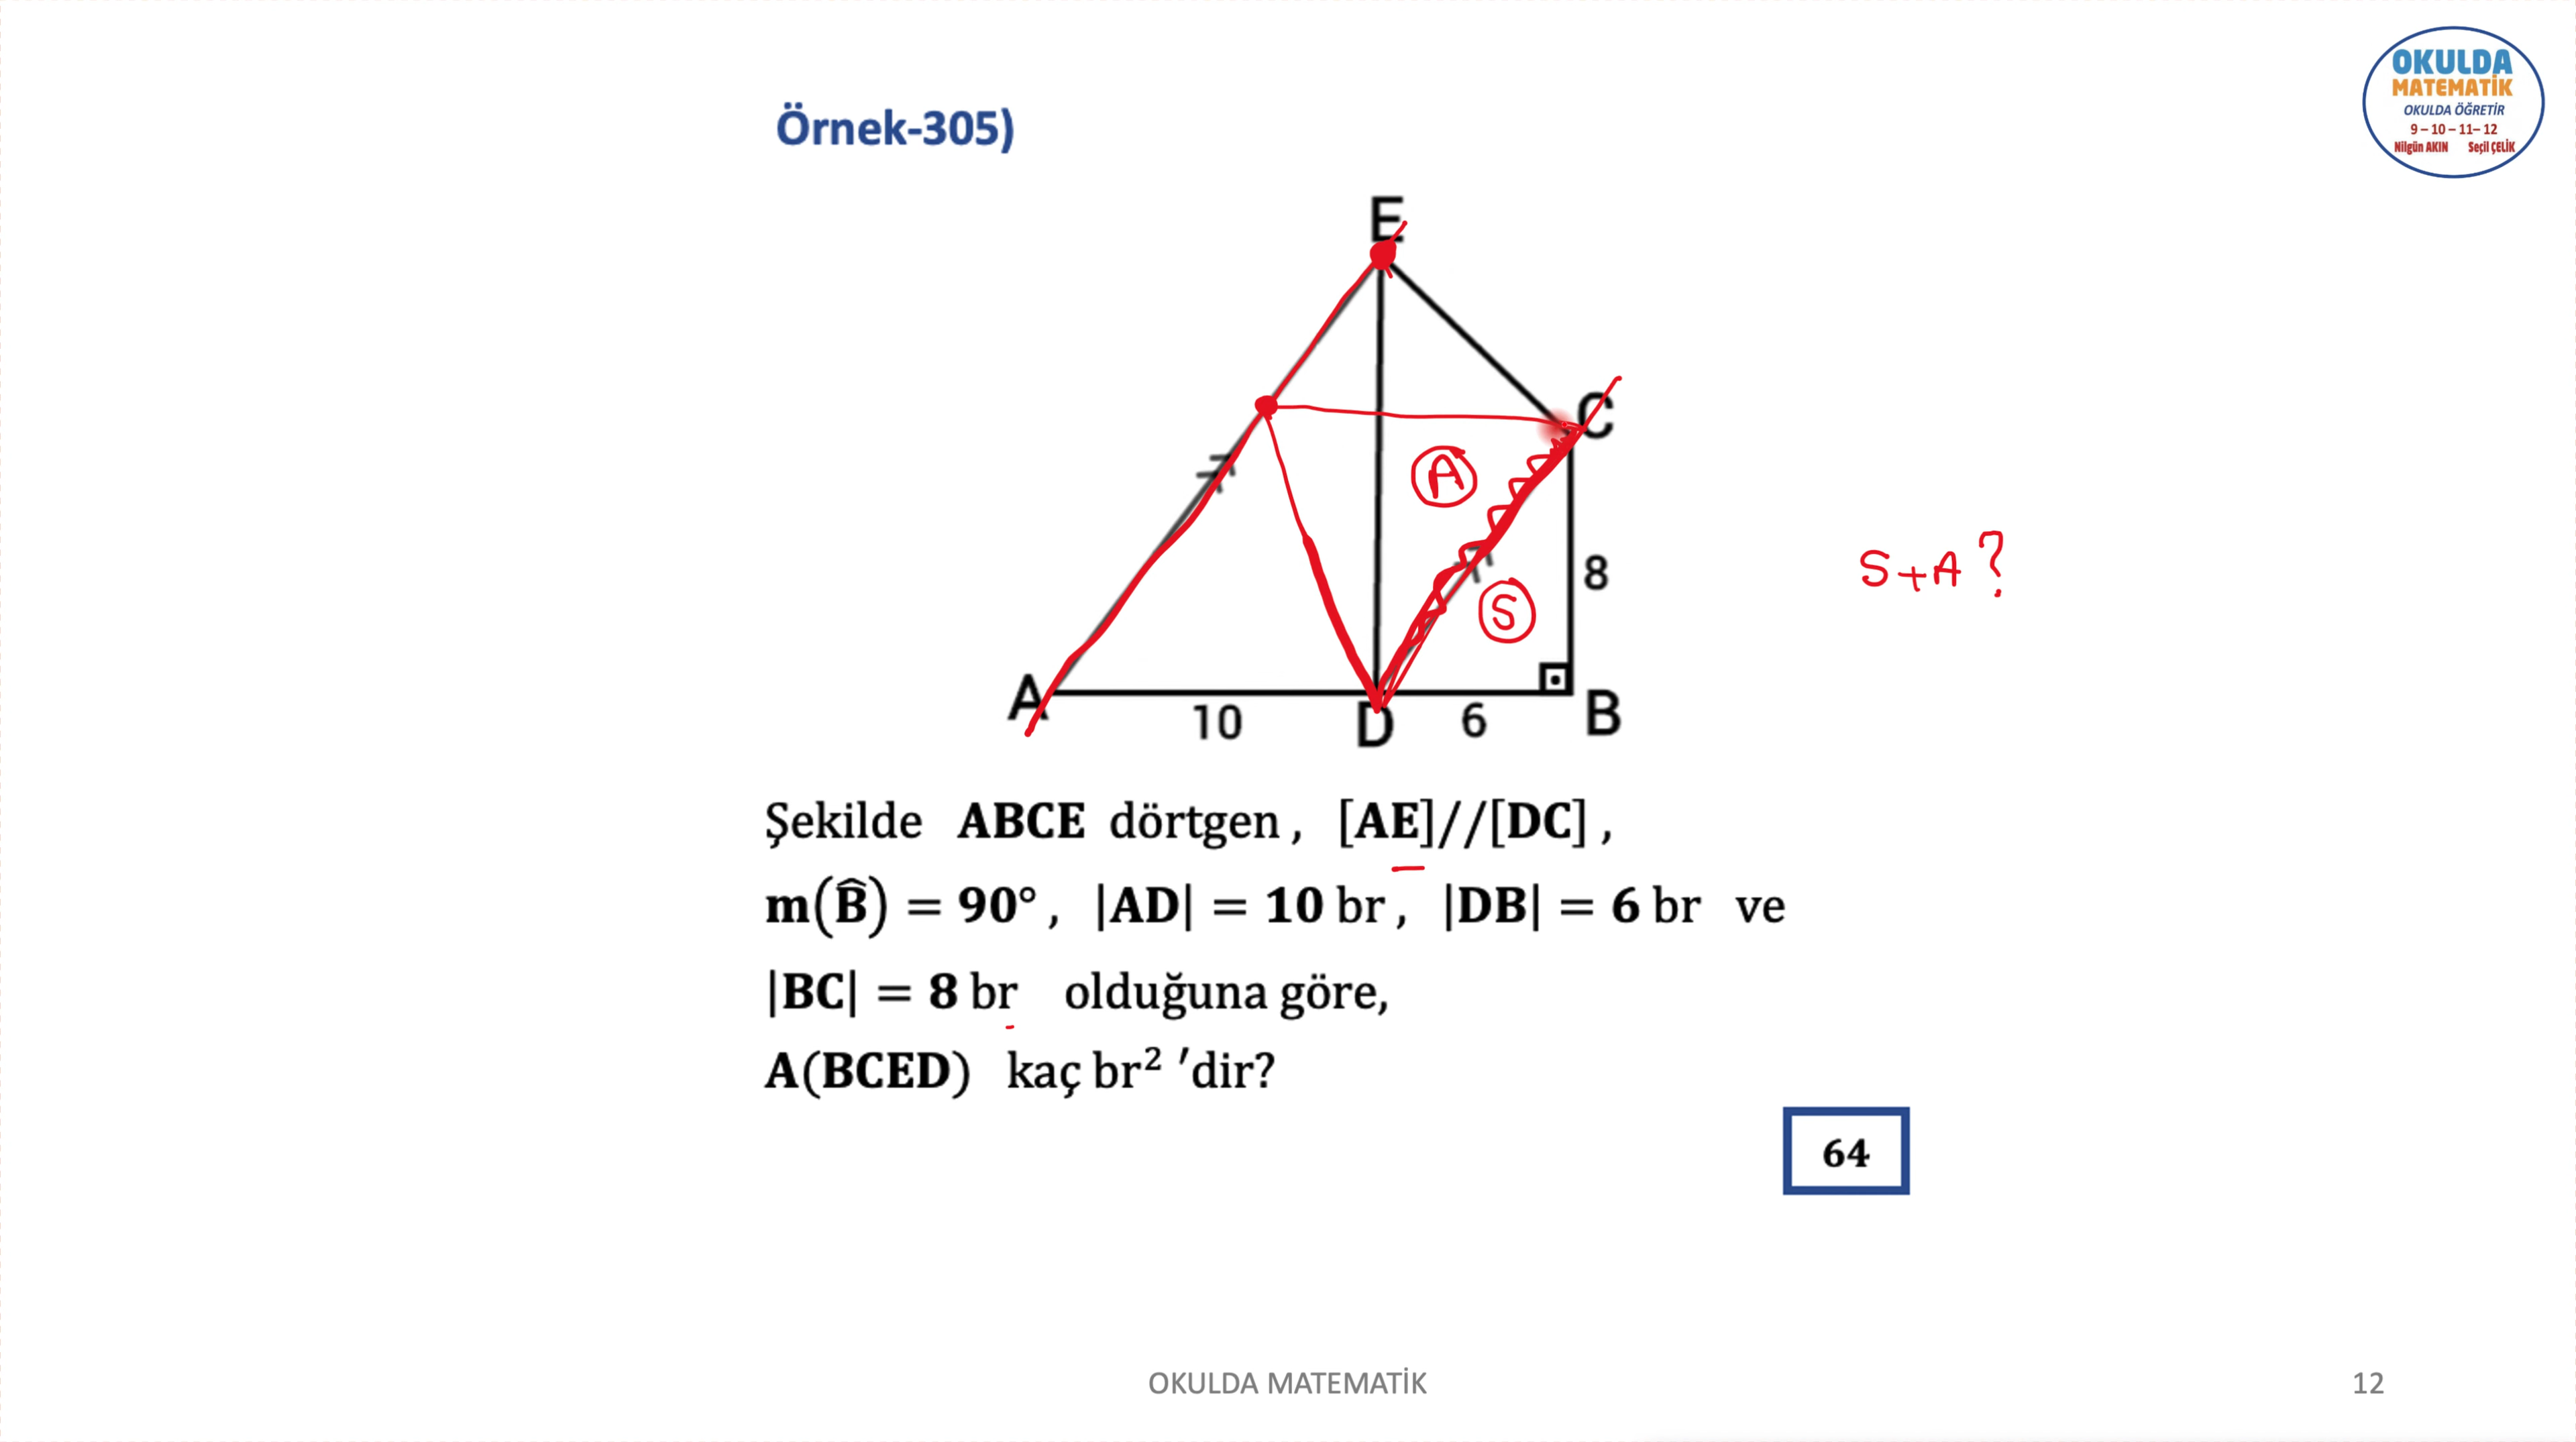 OKULDA
MATEMATİK
OKULDA ÖĞRETİR
9 – 10 – 11– 12
Nilgün AKIN Seçil ÇELİK
Örnek-305)
E
C
A
S
8
S+A?
A
10
D
6
B
Şekilde ABCE dörtgen , [AE]//[DC] ,
m(B̂) = 90° , |AD| = 10 br , |DB| = 6 br ve
|BC| = 8 br olduğuna göre,
A(BCED) kaç br² ′dir?
64
OKULDA MATEMATİK
12